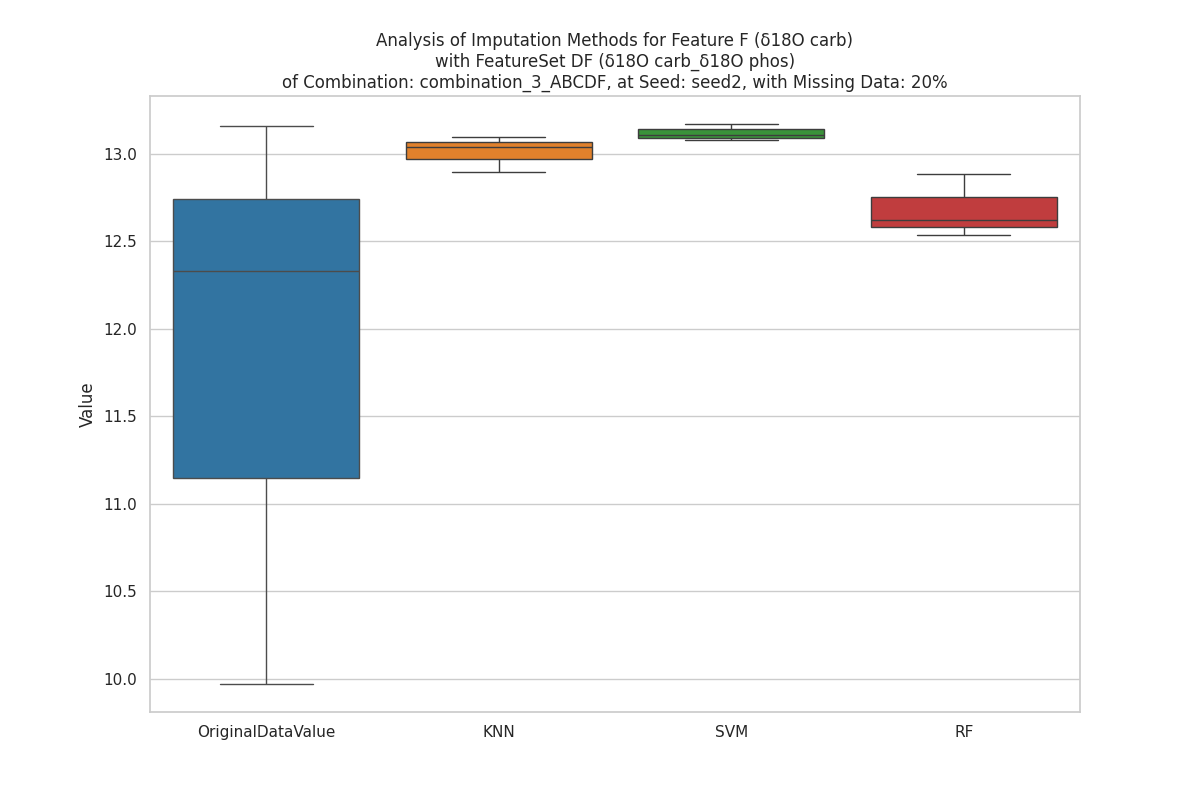 Analysis of Imputation Methods for Feature F (δ18O carb)
with FeatureSet DF (δ18O carb_δ18O phos)
of Combination: combination_3_ABCDF, at Seed: seed2, with Missing Data: 20%
13.0
12.5
12.0
11.5
11.0
10.5
10.0
Value
OriginalDataValue
KNN
SVM
RF